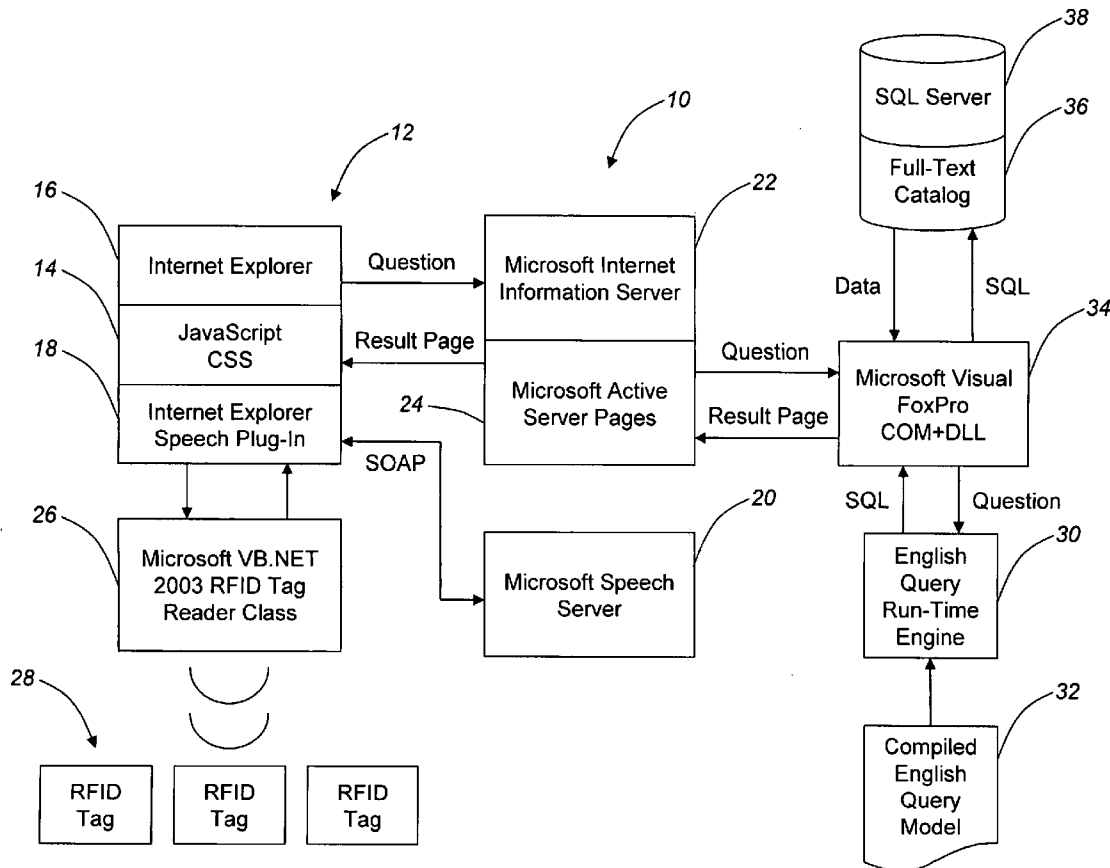 38
SQL Server
36
Full-Text
Catalog
10
12
16
22
Internet Explorer
Question
Microsoft Internet
Information Server
14
Data
SQL
34
JavaScript
CSS
Result Page
18
Question
Microsoft Visual
FoxPro
COM+DLL
Internet Explorer
Speech Plug-In
24
Microsoft Active
Server Pages
Result Page
SOAP
26
20
SQL
Question
30
Microsoft VB.NET
2003 RFID Tag
Reader Class
Microsoft Speech
Server
English
Query
Run-Time
Engine
28
32
RFID
Tag
RFID
Tag
RFID
Tag
Compiled
English
Query
Model